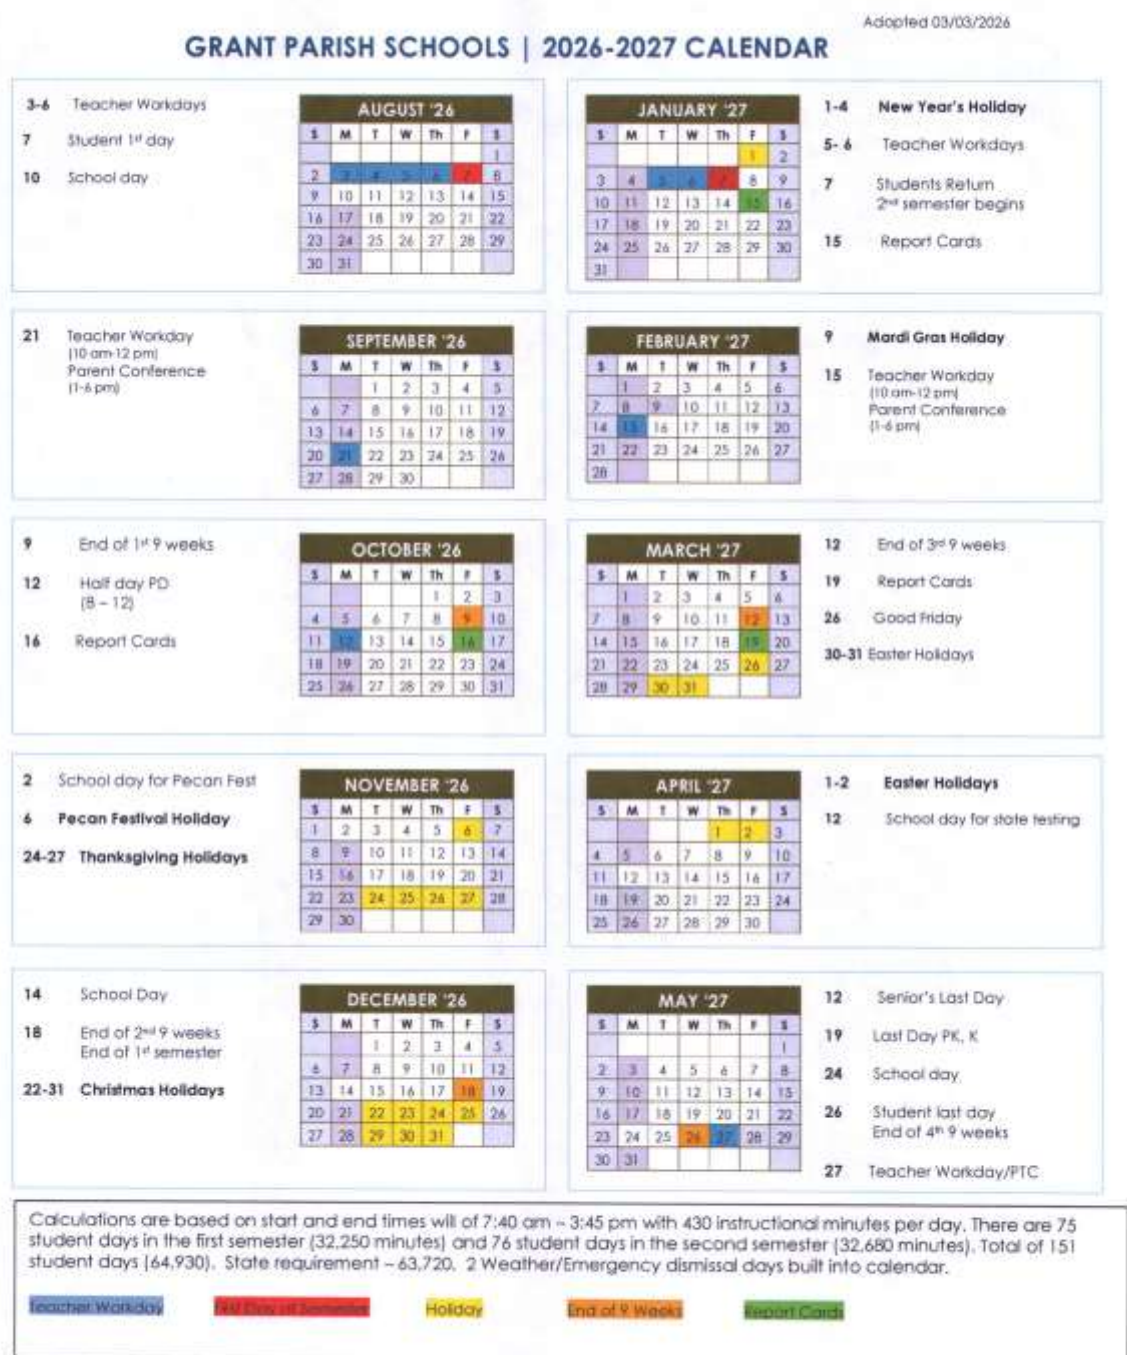 Adopted 03/03/2026
GRANT PARISH SCHOOLS | 2026-2027 CALENDAR
3-6 Teacher Workdays
7 Student 1st day
10 School day
AUGUST '26
S M T W Th F S
1
2 3 4 5 6 7 8
9 10 11 12 13 14 15
16 17 18 19 20 21 22
23 24 25 26 27 28 29
30 31
JANUARY '27
S M T W Th F S
1 2
3 4 5 6 7 8 9
10 11 12 13 14 15 16
17 18 19 20 21 22 23
24 25 26 27 28 29 30
31
1-4 New Year's Holiday
5- 6 Teacher Workdays
7 Students Return
2nd semester begins
15 Report Cards
21 Teacher Workday
(10 am-12 pm)
Parent Conference
(1-6 pm)
SEPTEMBER '26
S M T W Th F S
1 2 3 4 5
6 7 8 9 10 11 12
13 14 15 16 17 18 19
20 21 22 23 24 25 26
27 28 29 30
FEBRUARY '27
S M T W Th F S
1 2 3 4 5 6
7 8 9 10 11 12 13
14 15 16 17 18 19 20
21 22 23 24 25 26 27
28
9 Mardi Gras Holiday
15 Teacher Workday
(10 am-12 pm)
Parent Conference
(1-6 pm)
9 End of 1st 9 weeks
12 Half day PD
(8 – 12)
16 Report Cards
OCTOBER '26
S M T W Th F S
1 2 3
4 5 6 7 8 9 10
11 12 13 14 15 16 17
18 19 20 21 22 23 24
25 26 27 28 29 30 31
MARCH '27
S M T W Th F S
1 2 3 4 5 6
7 8 9 10 11 12 13
14 15 16 17 18 19 20
21 22 23 24 25 26 27
28 29 30 31
12 End of 3rd 9 weeks
19 Report Cards
26 Good Friday
30-31 Easter Holidays
2 School day for Pecan Fest
6 Pecan Festival Holiday
24-27 Thanksgiving Holidays
NOVEMBER '26
S M T W Th F S
1 2 3 4 5 6 7
8 9 10 11 12 13 14
15 16 17 18 19 20 21
22 23 24 25 26 27 28
29 30
APRIL '27
S M T W Th F S
1 2 3
4 5 6 7 8 9 10
11 12 13 14 15 16 17
18 19 20 21 22 23 24
25 26 27 28 29 30
1-2 Easter Holidays
12 School day for state testing
14 School Day
18 End of 2nd 9 weeks
End of 1st semester
22-31 Christmas Holidays
DECEMBER '26
S M T W Th F S
1 2 3 4 5
6 7 8 9 10 11 12
13 14 15 16 17 18 19
20 21 22 23 24 25 26
27 28 29 30 31
MAY '27
S M T W Th F S
1
2 3 4 5 6 7 8
9 10 11 12 13 14 15
16 17 18 19 20 21 22
23 24 25 26 27 28 29
30 31
12 Senior's Last Day
19 Last Day PK, K
24 School day
26 Student last day
End of 4th 9 weeks
27 Teacher Workday/PTC
Calculations are based on start and end times will of 7:40 am – 3:45 pm with 430 instructional minutes per day. There are 75
student days in the first semester (32,250 minutes) and 76 student days in the second semester (32,680 minutes). Total of 151
student days (64,930). State requirement – 63,720. 2 Weather/Emergency dismissal days built into calendar.
Teacher Workday First Day of Semester Holiday End of 9 Weeks Report Cards